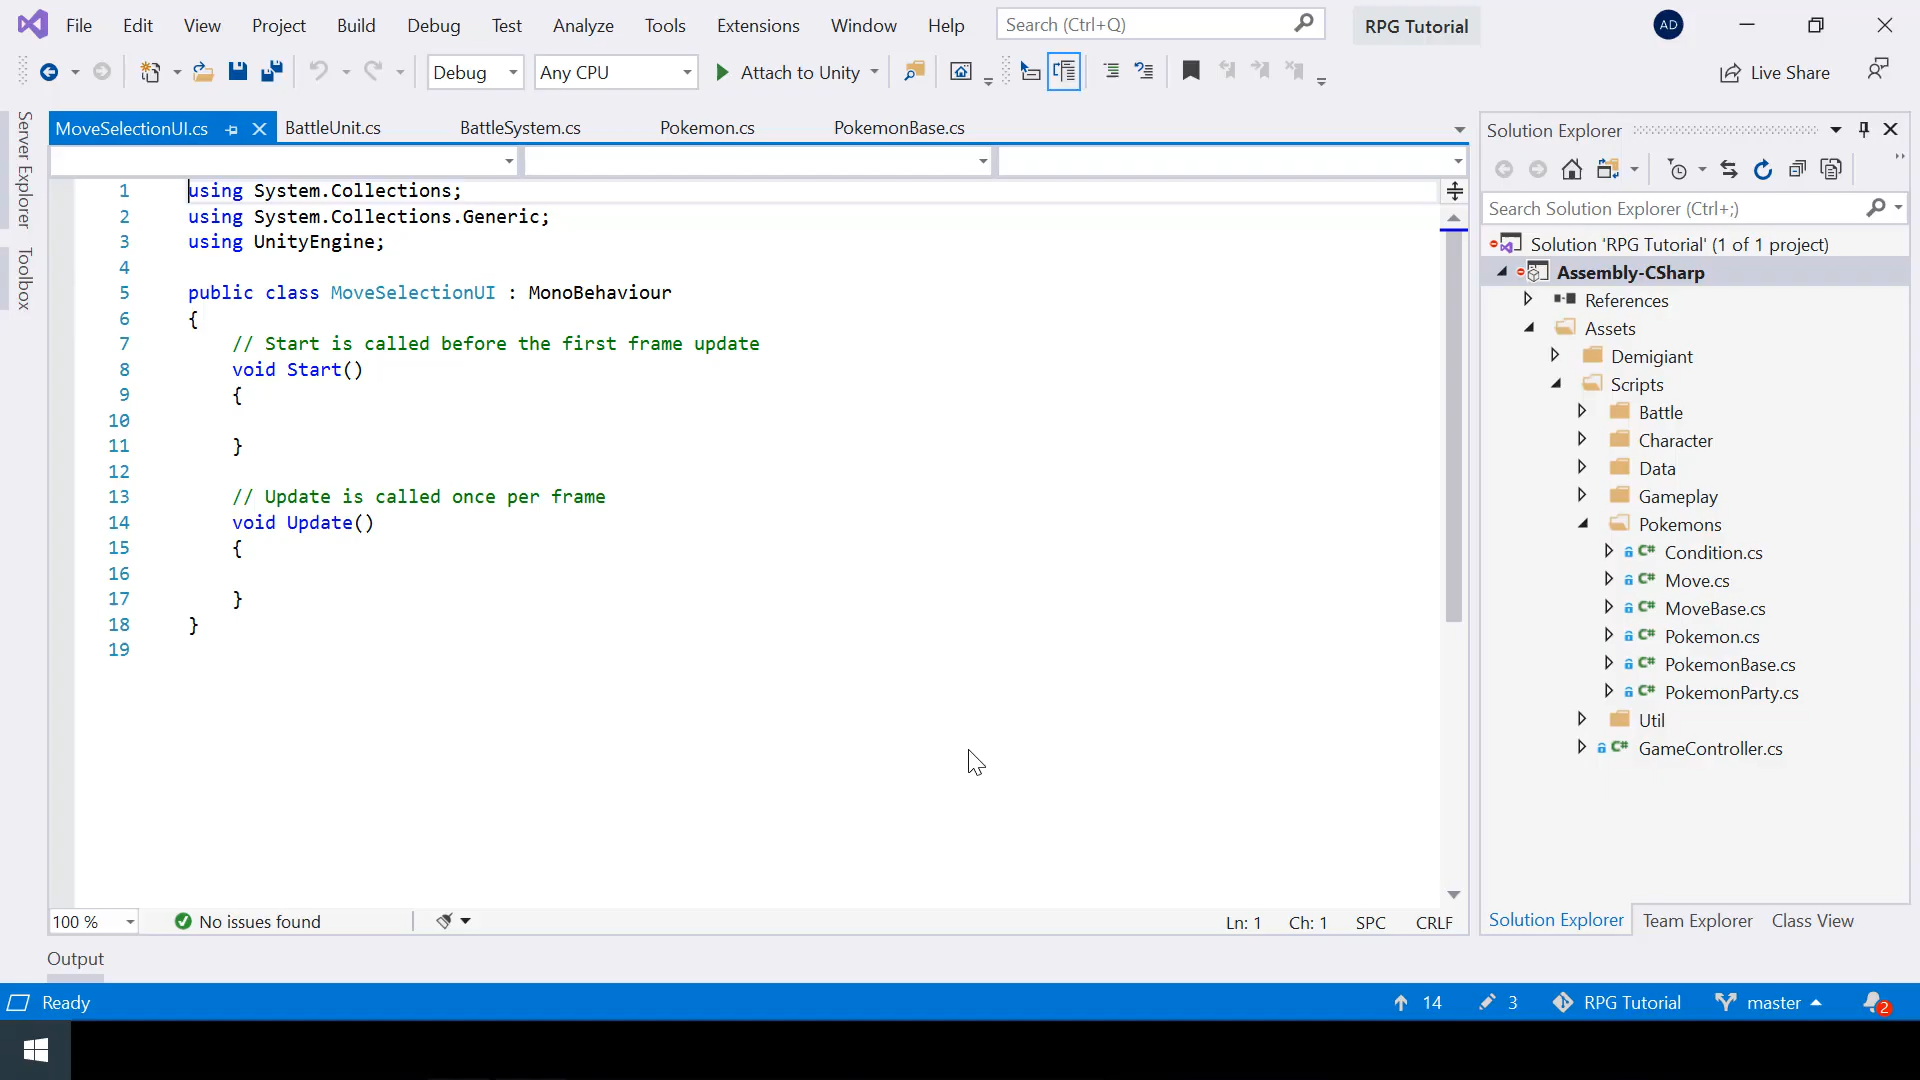 File Edit View Project Build Debug Test Analyze Tools Extensions Window Help Search (Ctrl+Q) RPG Tutorial AD
Debug Any CPU Attach to Unity Live Share
Server Explorer
Toolbox
MoveSelectionUI.cs BattleUnit.cs BattleSystem.cs Pokemon.cs PokemonBase.cs
1 using System.Collections;
2 using System.Collections.Generic;
3 using UnityEngine;
4
5 public class MoveSelectionUI : MonoBehaviour
6 {
7 // Start is called before the first frame update
8 void Start()
9 {
10
11 }
12
13 // Update is called once per frame
14 void Update()
15 {
16
17 }
18 }
19
100 % No issues found Ln: 1 Ch: 1 SPC CRLF
Output
Solution Explorer
Search Solution Explorer (Ctrl+;)
Solution 'RPG Tutorial' (1 of 1 project)
Assembly-CSharp
References
Assets
Demigiant
Scripts
Battle
Character
Data
Gameplay
Pokemons
C# Condition.cs
C# Move.cs
C# MoveBase.cs
C# Pokemon.cs
C# PokemonBase.cs
C# PokemonParty.cs
Util
C# GameController.cs
Solution Explorer Team Explorer Class View
Ready 14 3 RPG Tutorial master 2